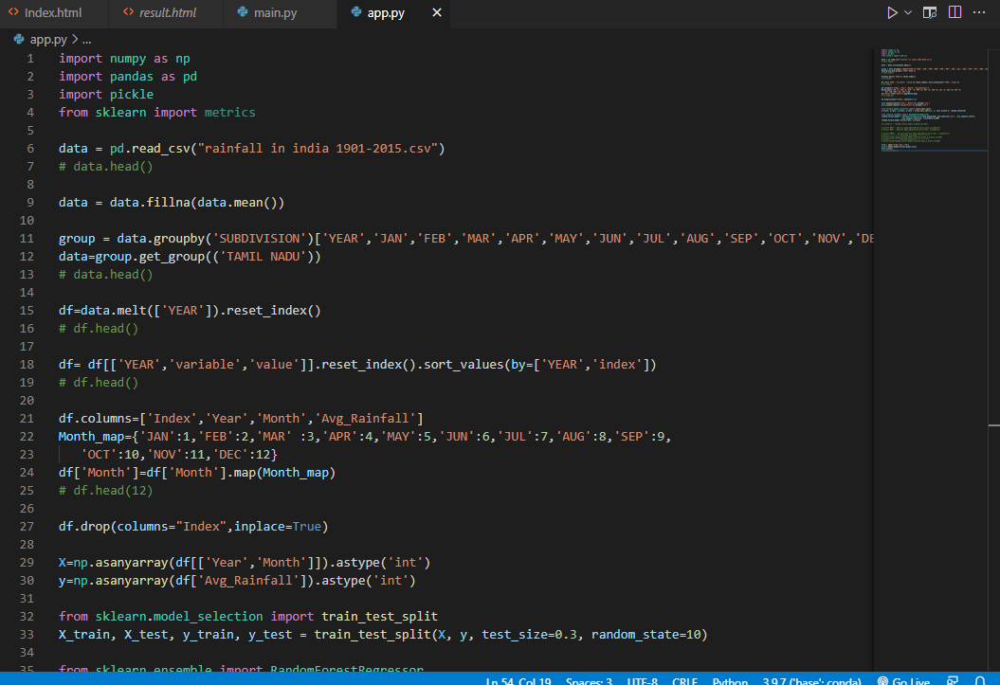 Index.html
result.html
main.py
app.py
app.py > ...
1 import numpy as np
2 import pandas as pd
3 import pickle
4 from sklearn import metrics
5
6 data = pd.read_csv("rainfall in india 1901-2015.csv")
7 # data.head()
8
9 data = data.fillna(data.mean())
10
11 group = data.groupby('SUBDIVISION')['YEAR','JAN','FEB','MAR','APR','MAY','JUN','JUL','AUG','SEP','OCT','NOV','DE
12 data=group.get_group(('TAMIL NADU'))
13 # data.head()
14
15 df=data.melt(['YEAR']).reset_index()
16 # df.head()
17
18 df= df[['YEAR','variable','value']].reset_index().sort_values(by=['YEAR','index'])
19 # df.head()
20
21 df.columns=['Index','Year','Month','Avg_Rainfall']
22 Month_map={'JAN':1,'FEB':2,'MAR' :3,'APR':4,'MAY':5,'JUN':6,'JUL':7,'AUG':8,'SEP':9,
23 'OCT':10,'NOV':11,'DEC':12}
24 df['Month']=df['Month'].map(Month_map)
25 # df.head(12)
26
27 df.drop(columns="Index",inplace=True)
28
29 X=np.asanyarray(df[['Year','Month']]).astype('int')
30 y=np.asanyarray(df['Avg_Rainfall']).astype('int')
31
32 from sklearn.model_selection import train_test_split
33 X_train, X_test, y_train, y_test = train_test_split(X, y, test_size=0.3, random_state=10)
34
35 from sklearn.ensemble import RandomForestRegressor
Ln 54, Col 19 Spaces: 3 UTF-8 CRLF Python 3.9.7 ('base': conda) Go Live